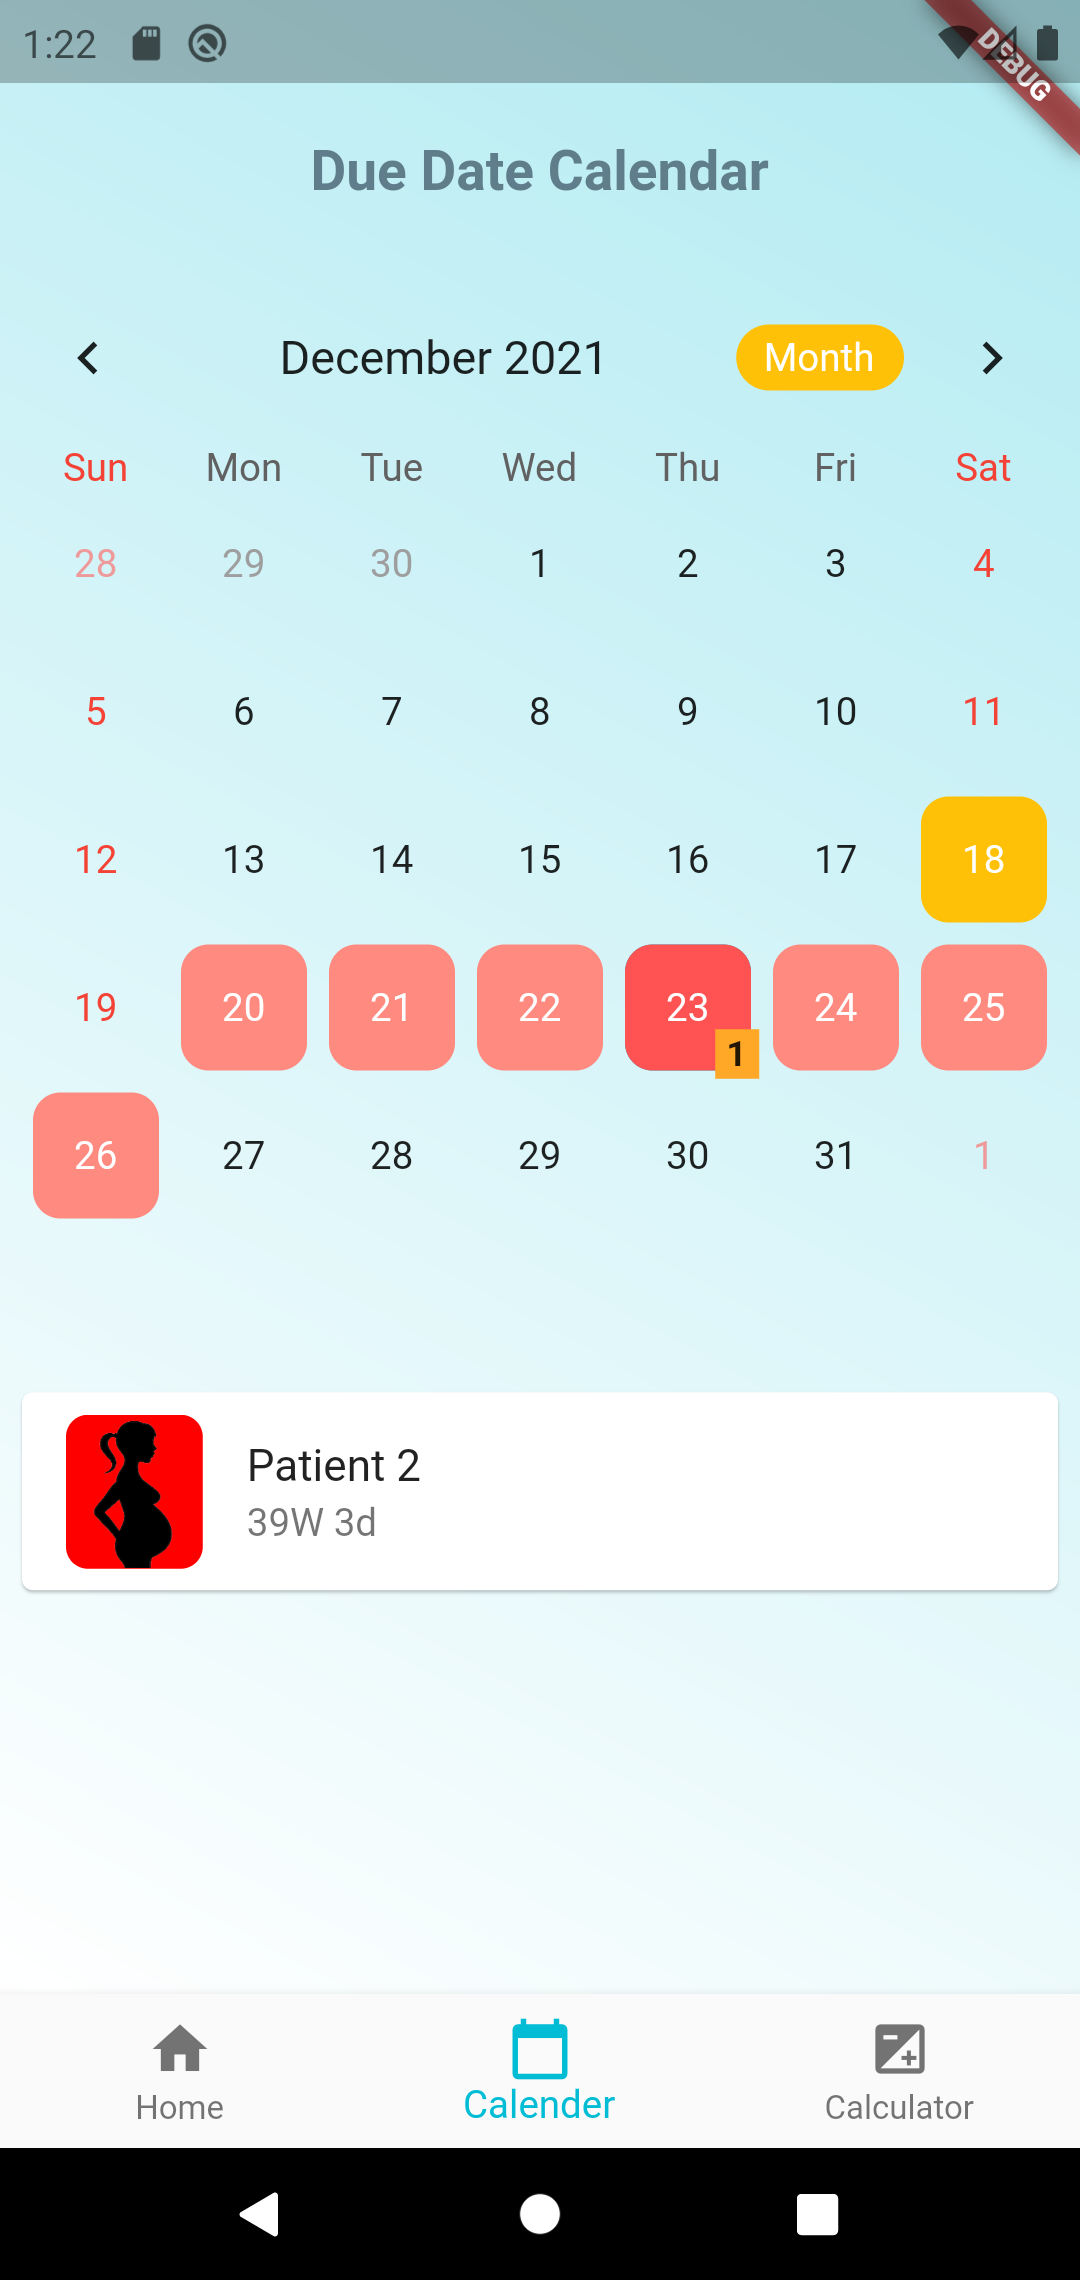 1:22
DEBUG
Due Date Calendar
December 2021 Month
Sun Mon Tue Wed Thu Fri Sat
28 29 30 1 2 3 4
5 6 7 8 9 10 11
12 13 14 15 16 17 18
19 20 21 22 23 24 25
1
26 27 28 29 30 31 1
Patient 2
39W 3d
Home Calender Calculator